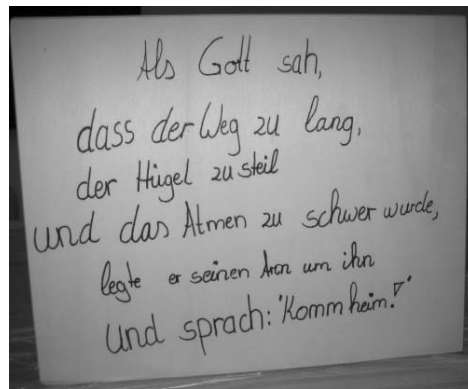 Als Gott sah,
dass der Weg zu lang,
der Hügel zu steil
und das Atmen zu schwer wurde,
legte er seinen Arm um ihn
und sprach: 'Komm heim!'